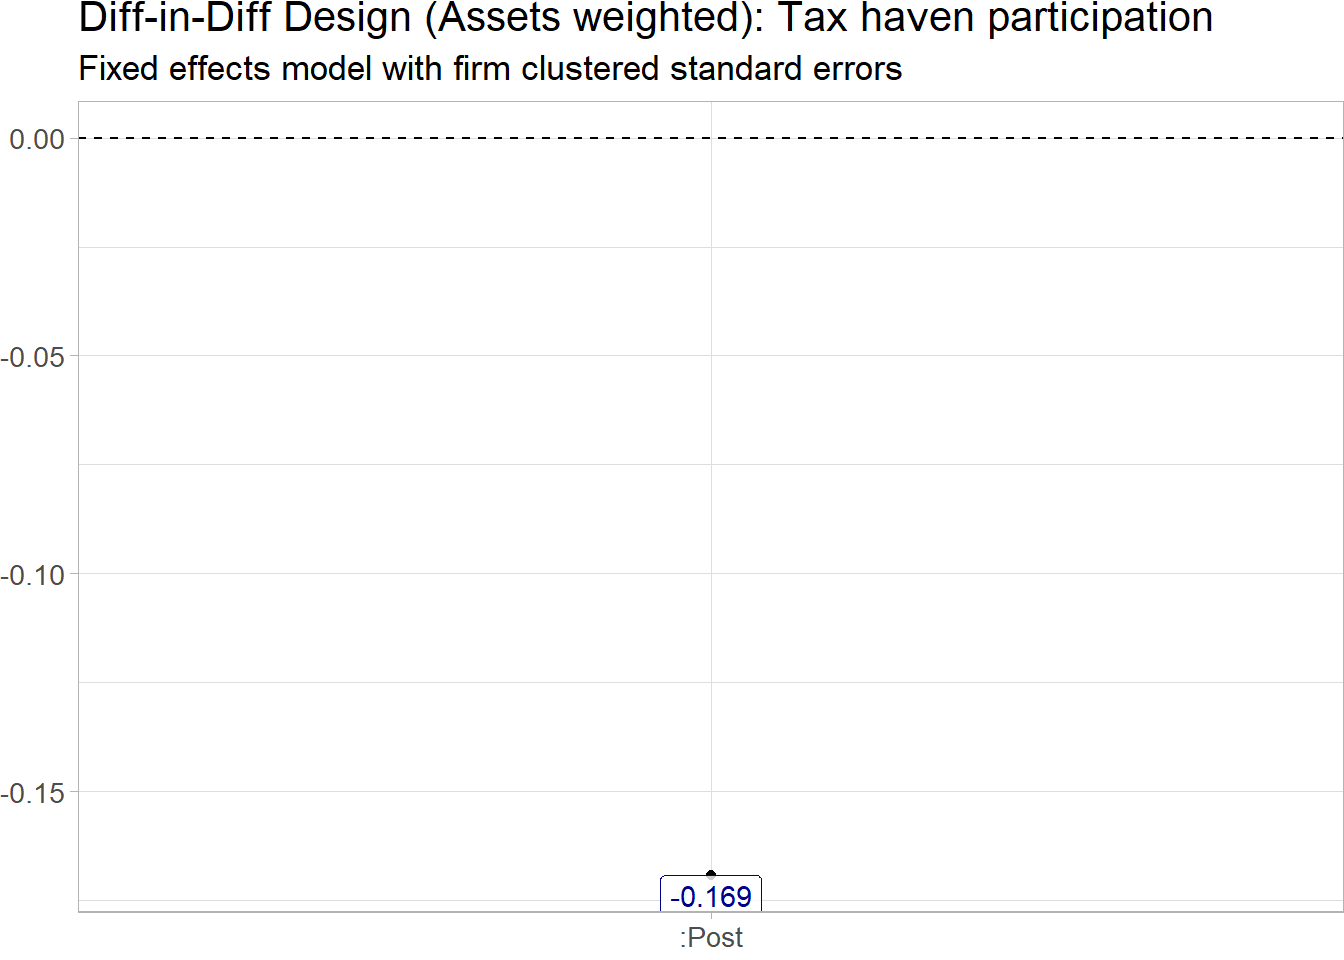 Diff-in-Diff Design (Assets weighted): Tax haven participation
Fixed effects model with firm clustered standard errors
0.00
-0.05
-0.10
-0.15
-0.169
:Post